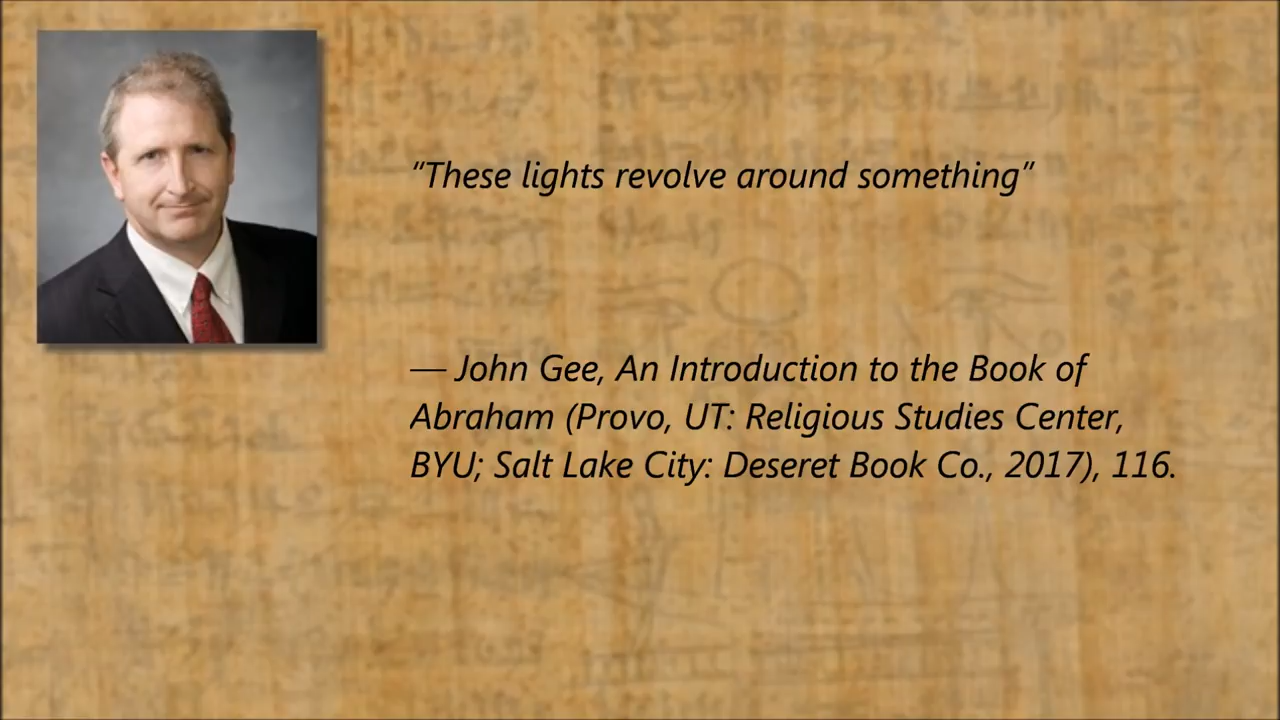 “These lights revolve around something”
— John Gee, An Introduction to the Book of
Abraham (Provo, UT: Religious Studies Center,
BYU; Salt Lake City: Deseret Book Co., 2017), 116.